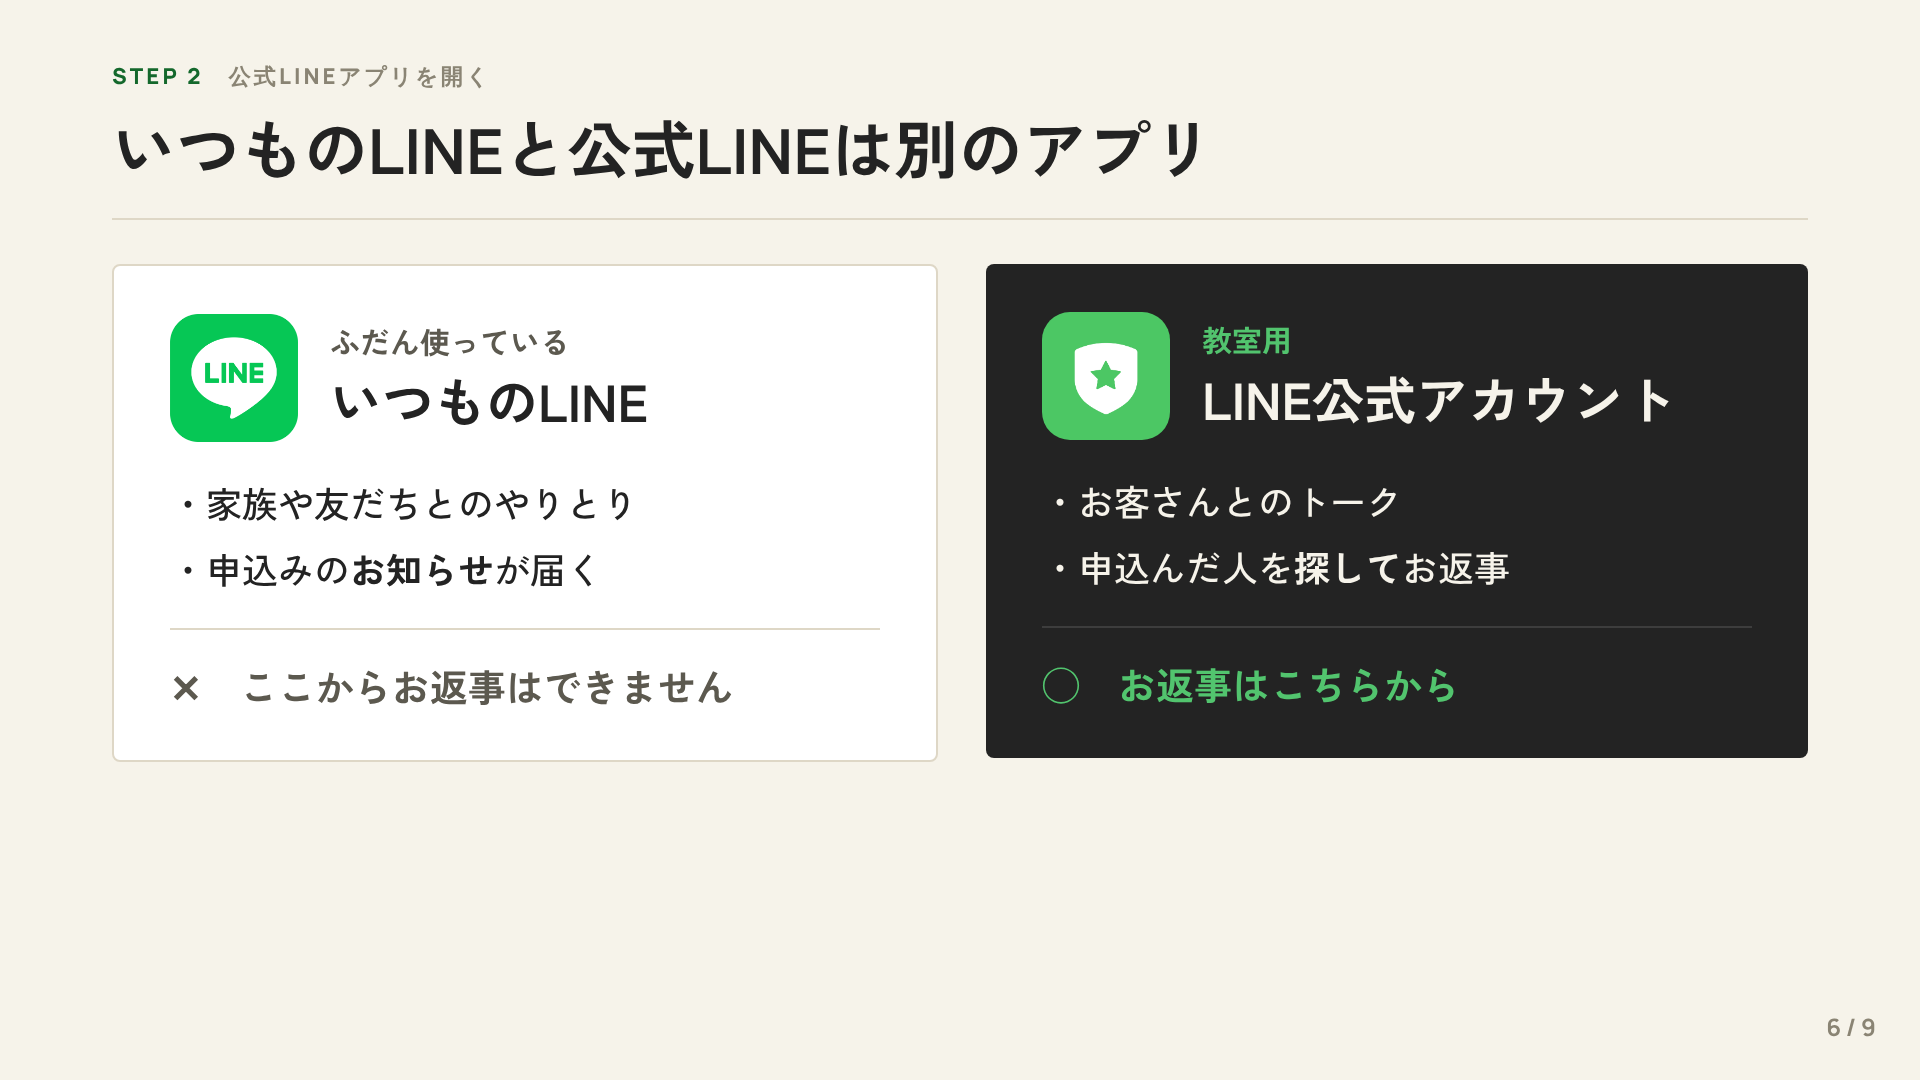 STEP 2 公式LINEアプリを開く
いつものLINEと公式LINEは別のアプリ
LINE
ふだん使っている
いつものLINE
・家族や友だちとのやりとり
・申込みのお知らせが届く
× ここからお返事はできません
教室用
LINE公式アカウント
・お客さんとのトーク
・申込んだ人を探してお返事
〇 お返事はこちらから
6 / 9